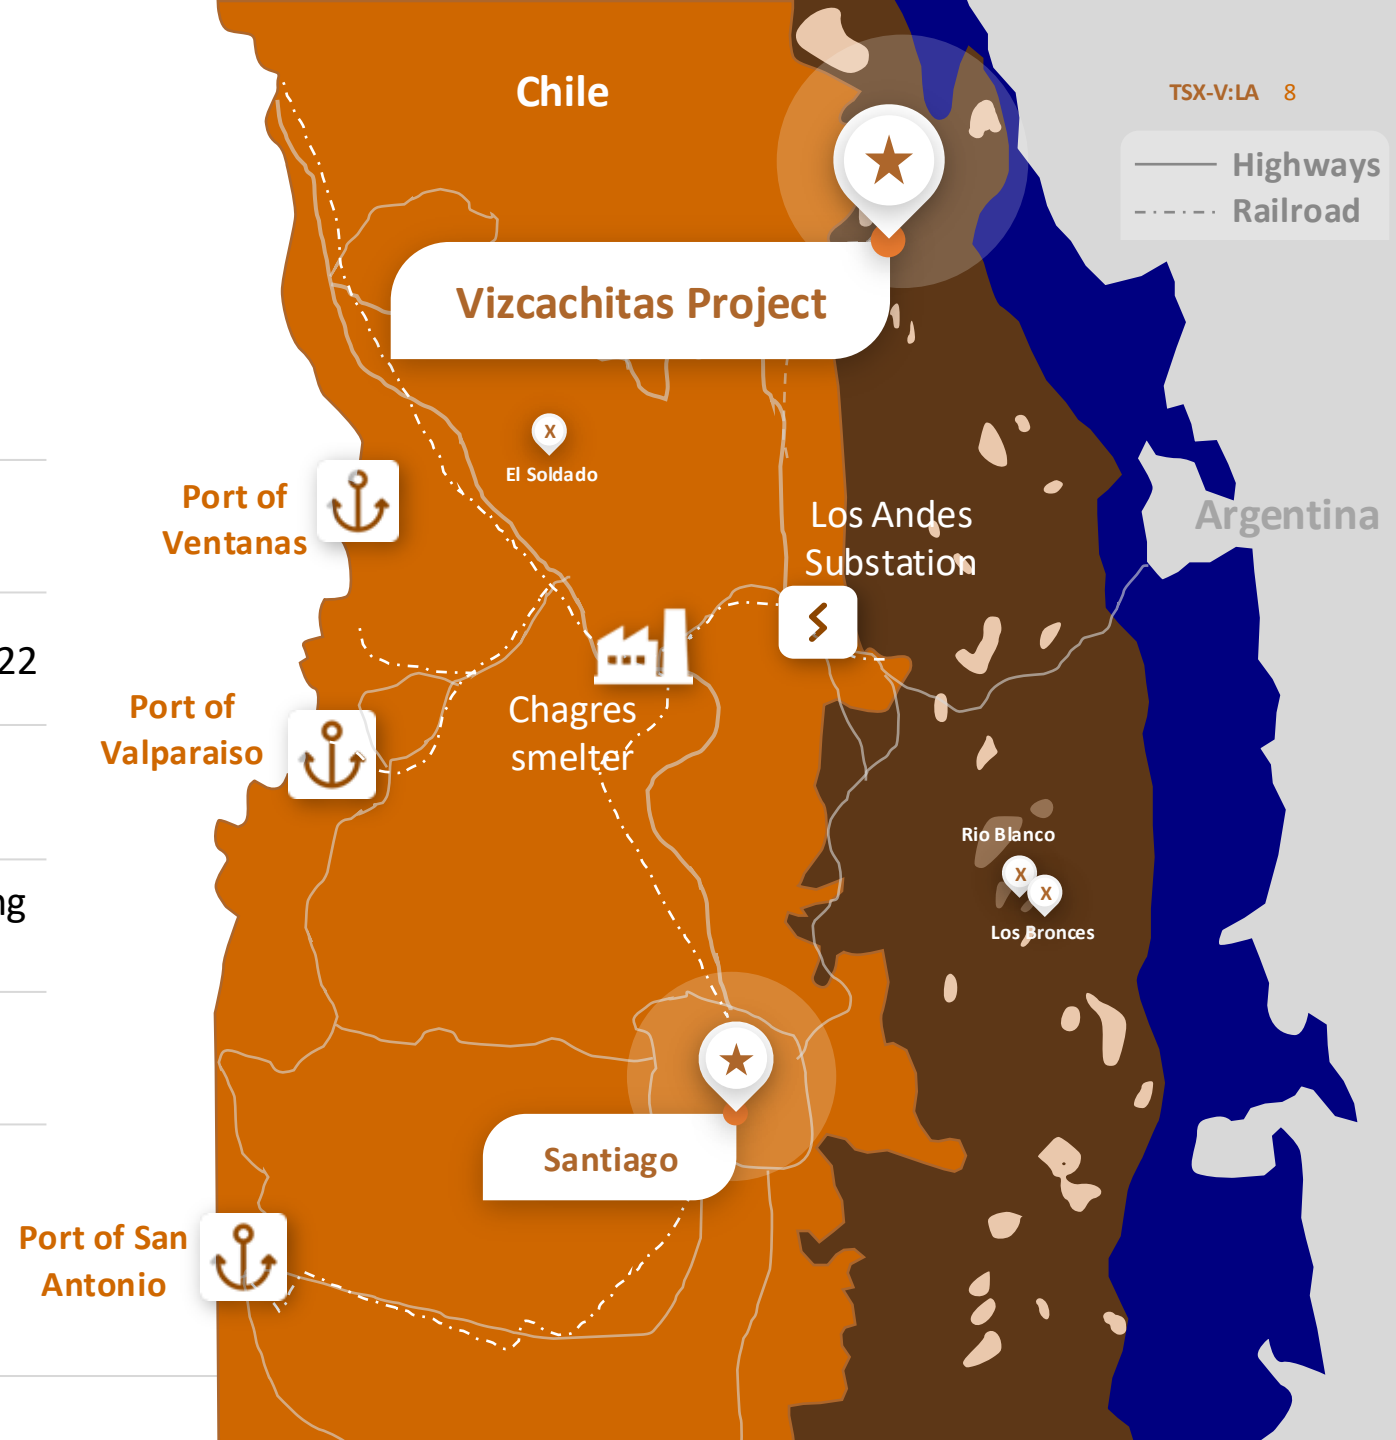 Chile
TSX-V:LA 8
Highways
Railroad
Vizcachitas Project
X
El Soldado
Port of
Ventanas
Los Andes
Substation
Argentina
22
Port of
Valparaiso
Chagres
smelter
Rio Blanco
X
X
Los Bronces
Santiago
Port of San
Antonio